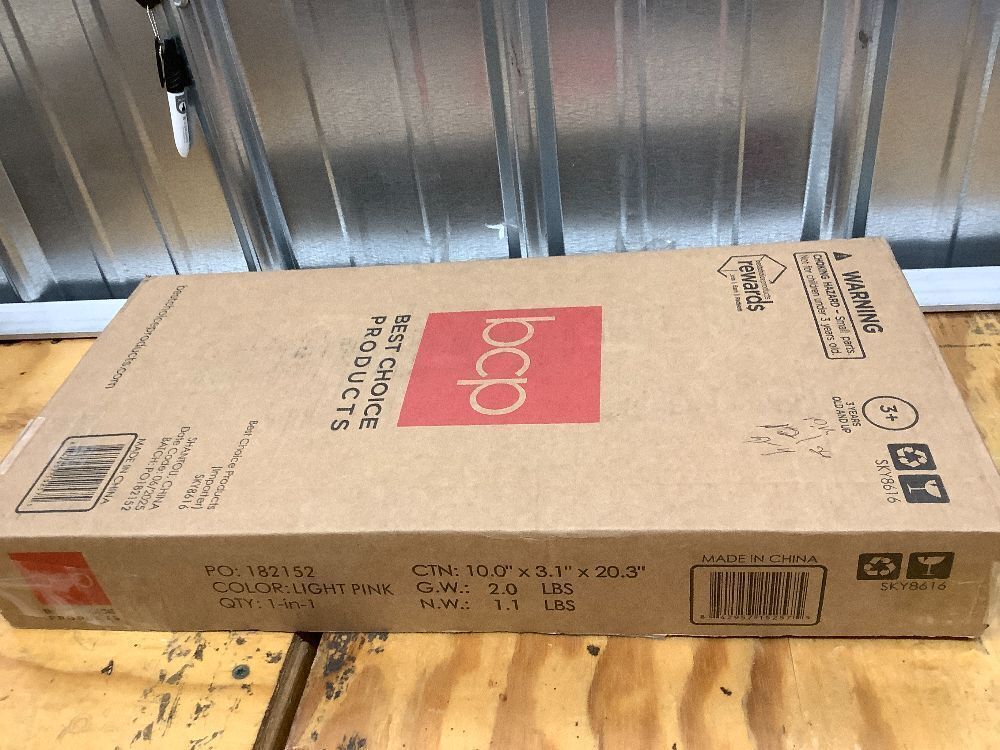 WARNING
CHOKING HAZARD - Small parts.
Not for children under 3 years old.
rewards
Join | Earn | Redeem
3+
3 YEARS
OLD AND UP
SKY8616
bcp
BEST CHOICE
PRODUCTS
bestchoiceproducts.com
Best Choice Products
(Importer)
SKY8616
SHANTOU, CHINA
Date Code: 06/2025
BATCH: PO182152
MADE IN CHINA
PO: 182152
COLOR: LIGHT PINK
QTY: 1-in-1
CTN: 10.0" x 3.1" x 20.3"
G.W.: 2.0 LBS
N.W.: 1.1 LBS
MADE IN CHINA
SKY8616